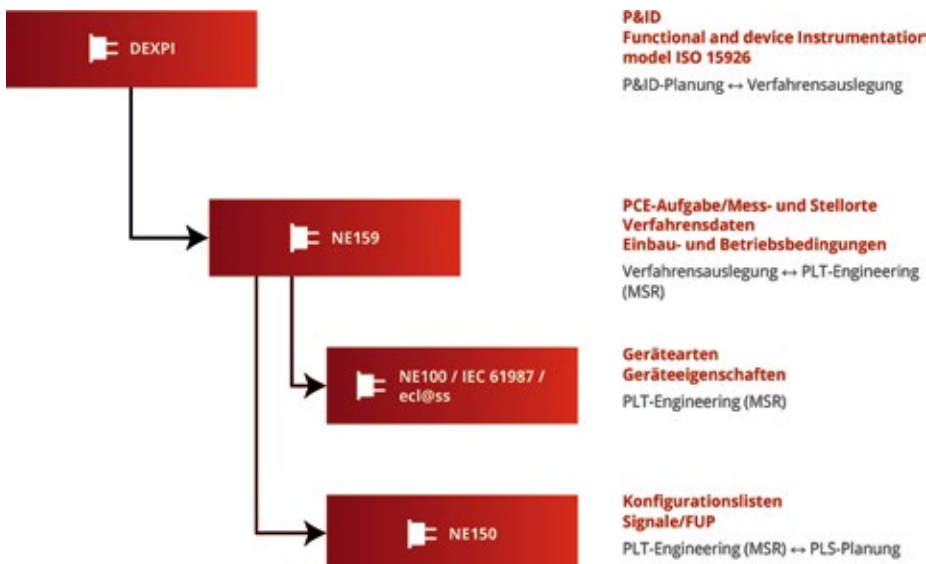 DEXPI
P&ID
Functional and device Instrumentation
model ISO 15926
P&ID-Planung ↔ Verfahrensauslegung
NE159
PCE-Aufgabe/Mess- und Stellorte
Verfahrensdaten
Einbau- und Betriebsbedingungen
Verfahrensauslegung ↔ PLT-Engineering
(MSR)
NE100 / IEC 61987 /
ecl@ss
Gerätearten
Geräteeigenschaften
PLT-Engineering (MSR)
NE150
Konfigurationslisten
Signale/FUP
PLT-Engineering (MSR) ↔ PLS-Planung